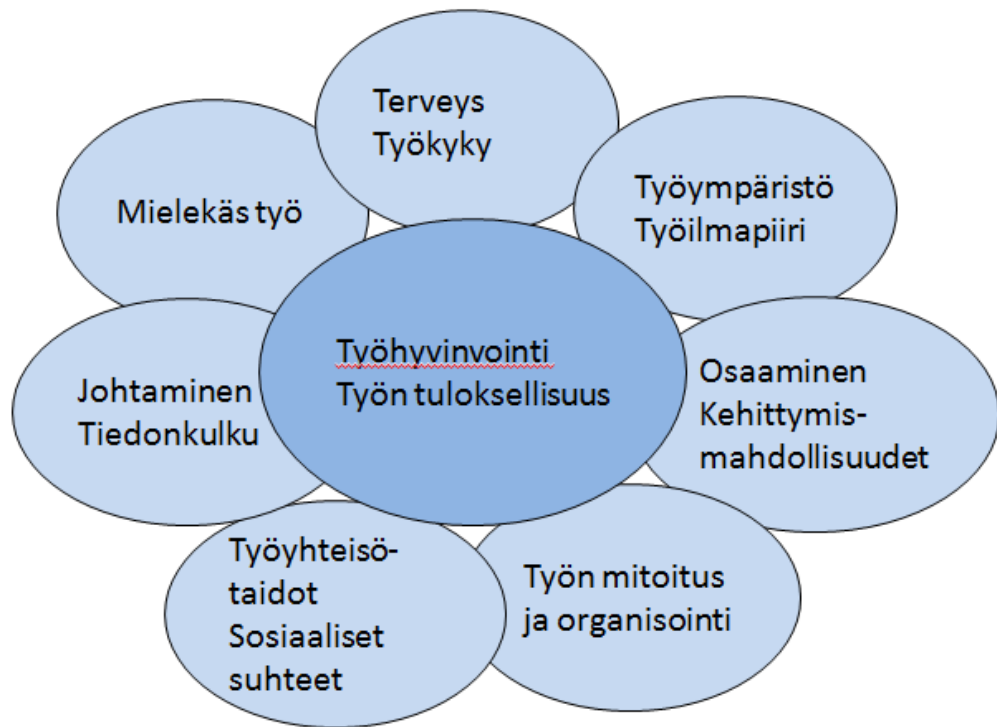 Terveys
Työkyky
Mielekäs työ
Työympäristö
Työilmapiiri
Työhyvinvointi
Työn tuloksellisuus
Johtaminen
Tiedonkulku
Osaaminen
Kehittymis-
mahdollisuudet
Työyhteisö-
taidot
Sosiaaliset
suhteet
Työn mitoitus
ja organisointi